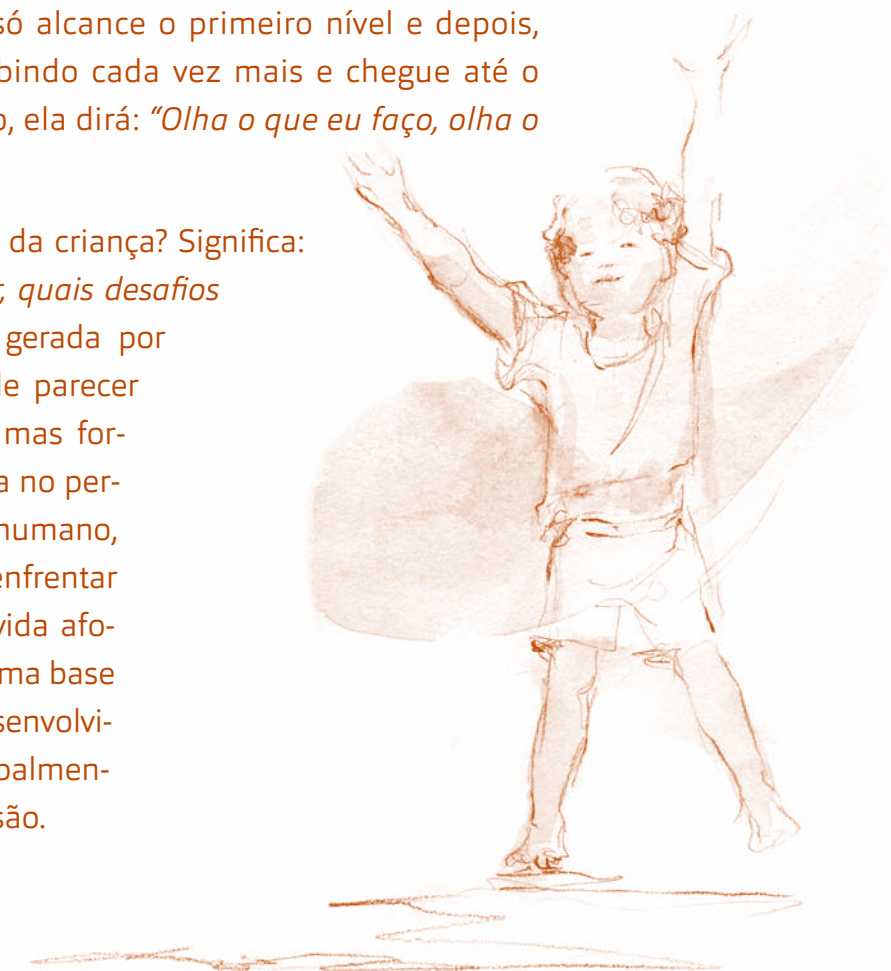 só alcance o primeiro nível e depois,
bindo cada vez mais e chegue até o
o, ela dirá: “Olha o que eu faço, olha o
da criança? Significa:
quais desafios
gerada por
le parecer
mas for-
a no per-
humano,
enfrentar
vida afo-
ma base
senvolvi-
palmen-
são.